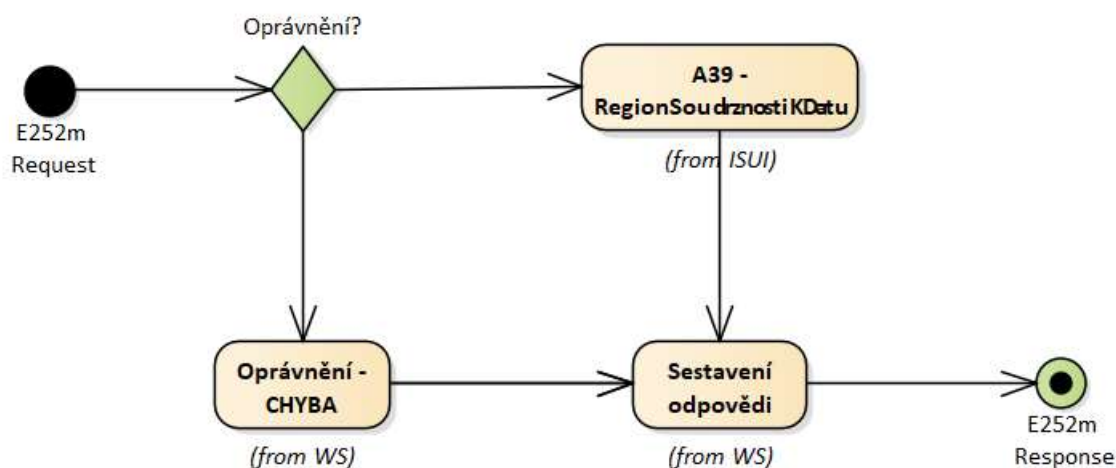 Oprávnění?
A39 -
RegionSoudrznostiKDatu
(from ISUI)
E252m
Request
Oprávnění -
CHYBA
(from WS)
Sestavení
odpovědi
(from WS)
E252m
Response